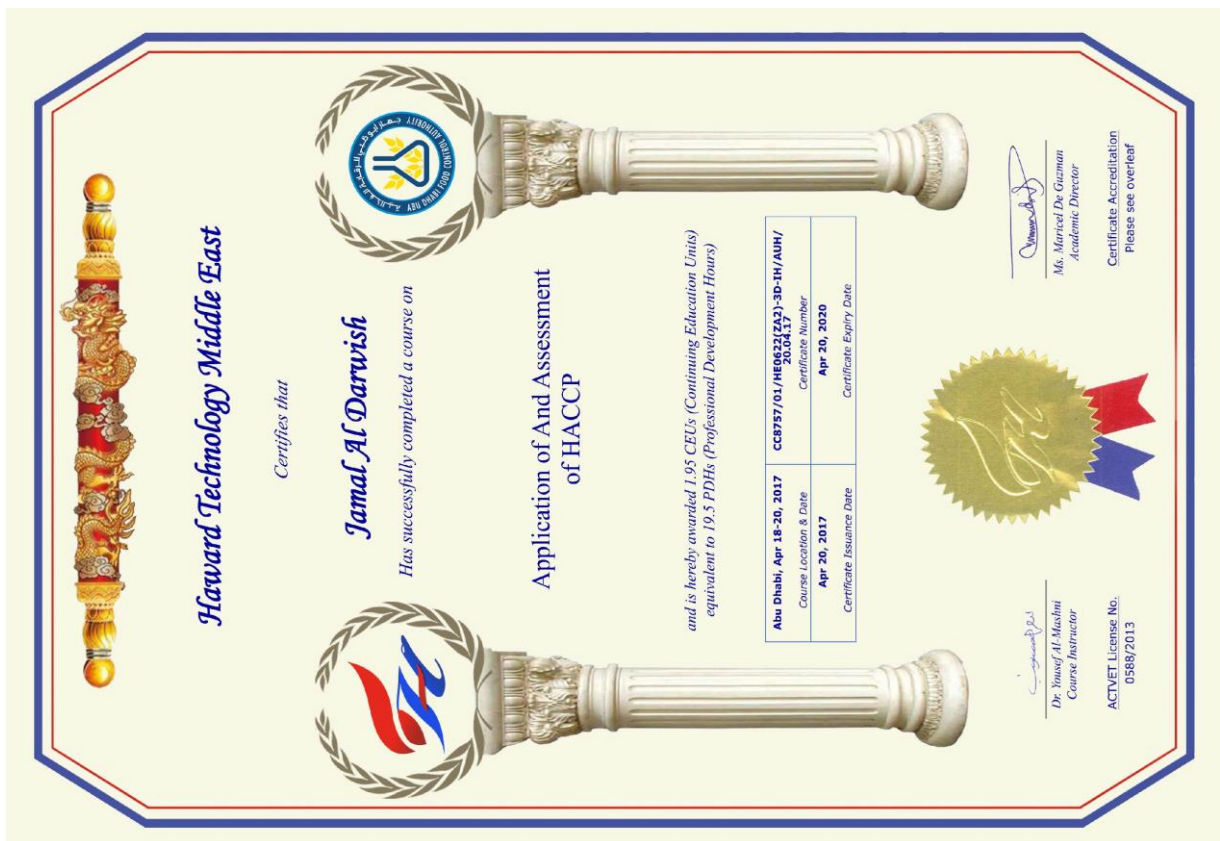 Haward Technology Middle East
Certifies that
Jamal Al Darwish
Has successfully completed a course on
ABU DHABI FOOD CONTROL AUTHORITY
Application of And Assessment
of HACCP
and is hereby awarded 1.95 CEUs (Continuing Education Units)
equivalent to 19.5 PDHs (Professional Development Hours)
Abu Dhabi, Apr 18-20, 2017
Course Location & Date
CC8757/01/HE0622(ZA2)-3D-IH/AUH/
20.04.17
Certificate Number
Apr 20, 2017
Certificate Issuance Date
Apr 20, 2020
Certificate Expiry Date
Dr. Yousef Al-Mashni
Course Instructor
ACTVET License No.
0588/2013
Ms. Maricel De Guzman
Academic Director
Certificate Accreditation
Please see overleaf